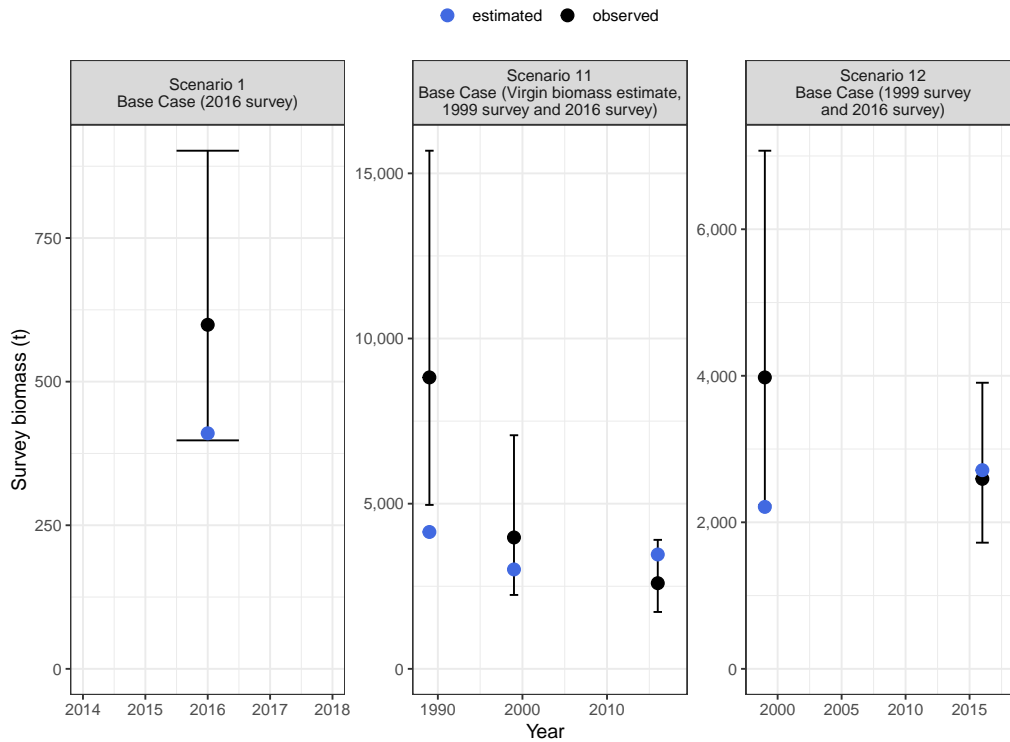 estimated observed
Scenario 1
Base Case (2016 survey)
Scenario 11
Base Case (Virgin biomass estimate,
1999 survey and 2016 survey)
Scenario 12
Base Case (1999 survey
and 2016 survey)
Survey biomass (t)
750
500
250
0
15,000
10,000
5,000
0
6,000
4,000
2,000
0
2014 2015 2016 2017 2018
1990 2000 2010
2000 2005 2010 2015
Year